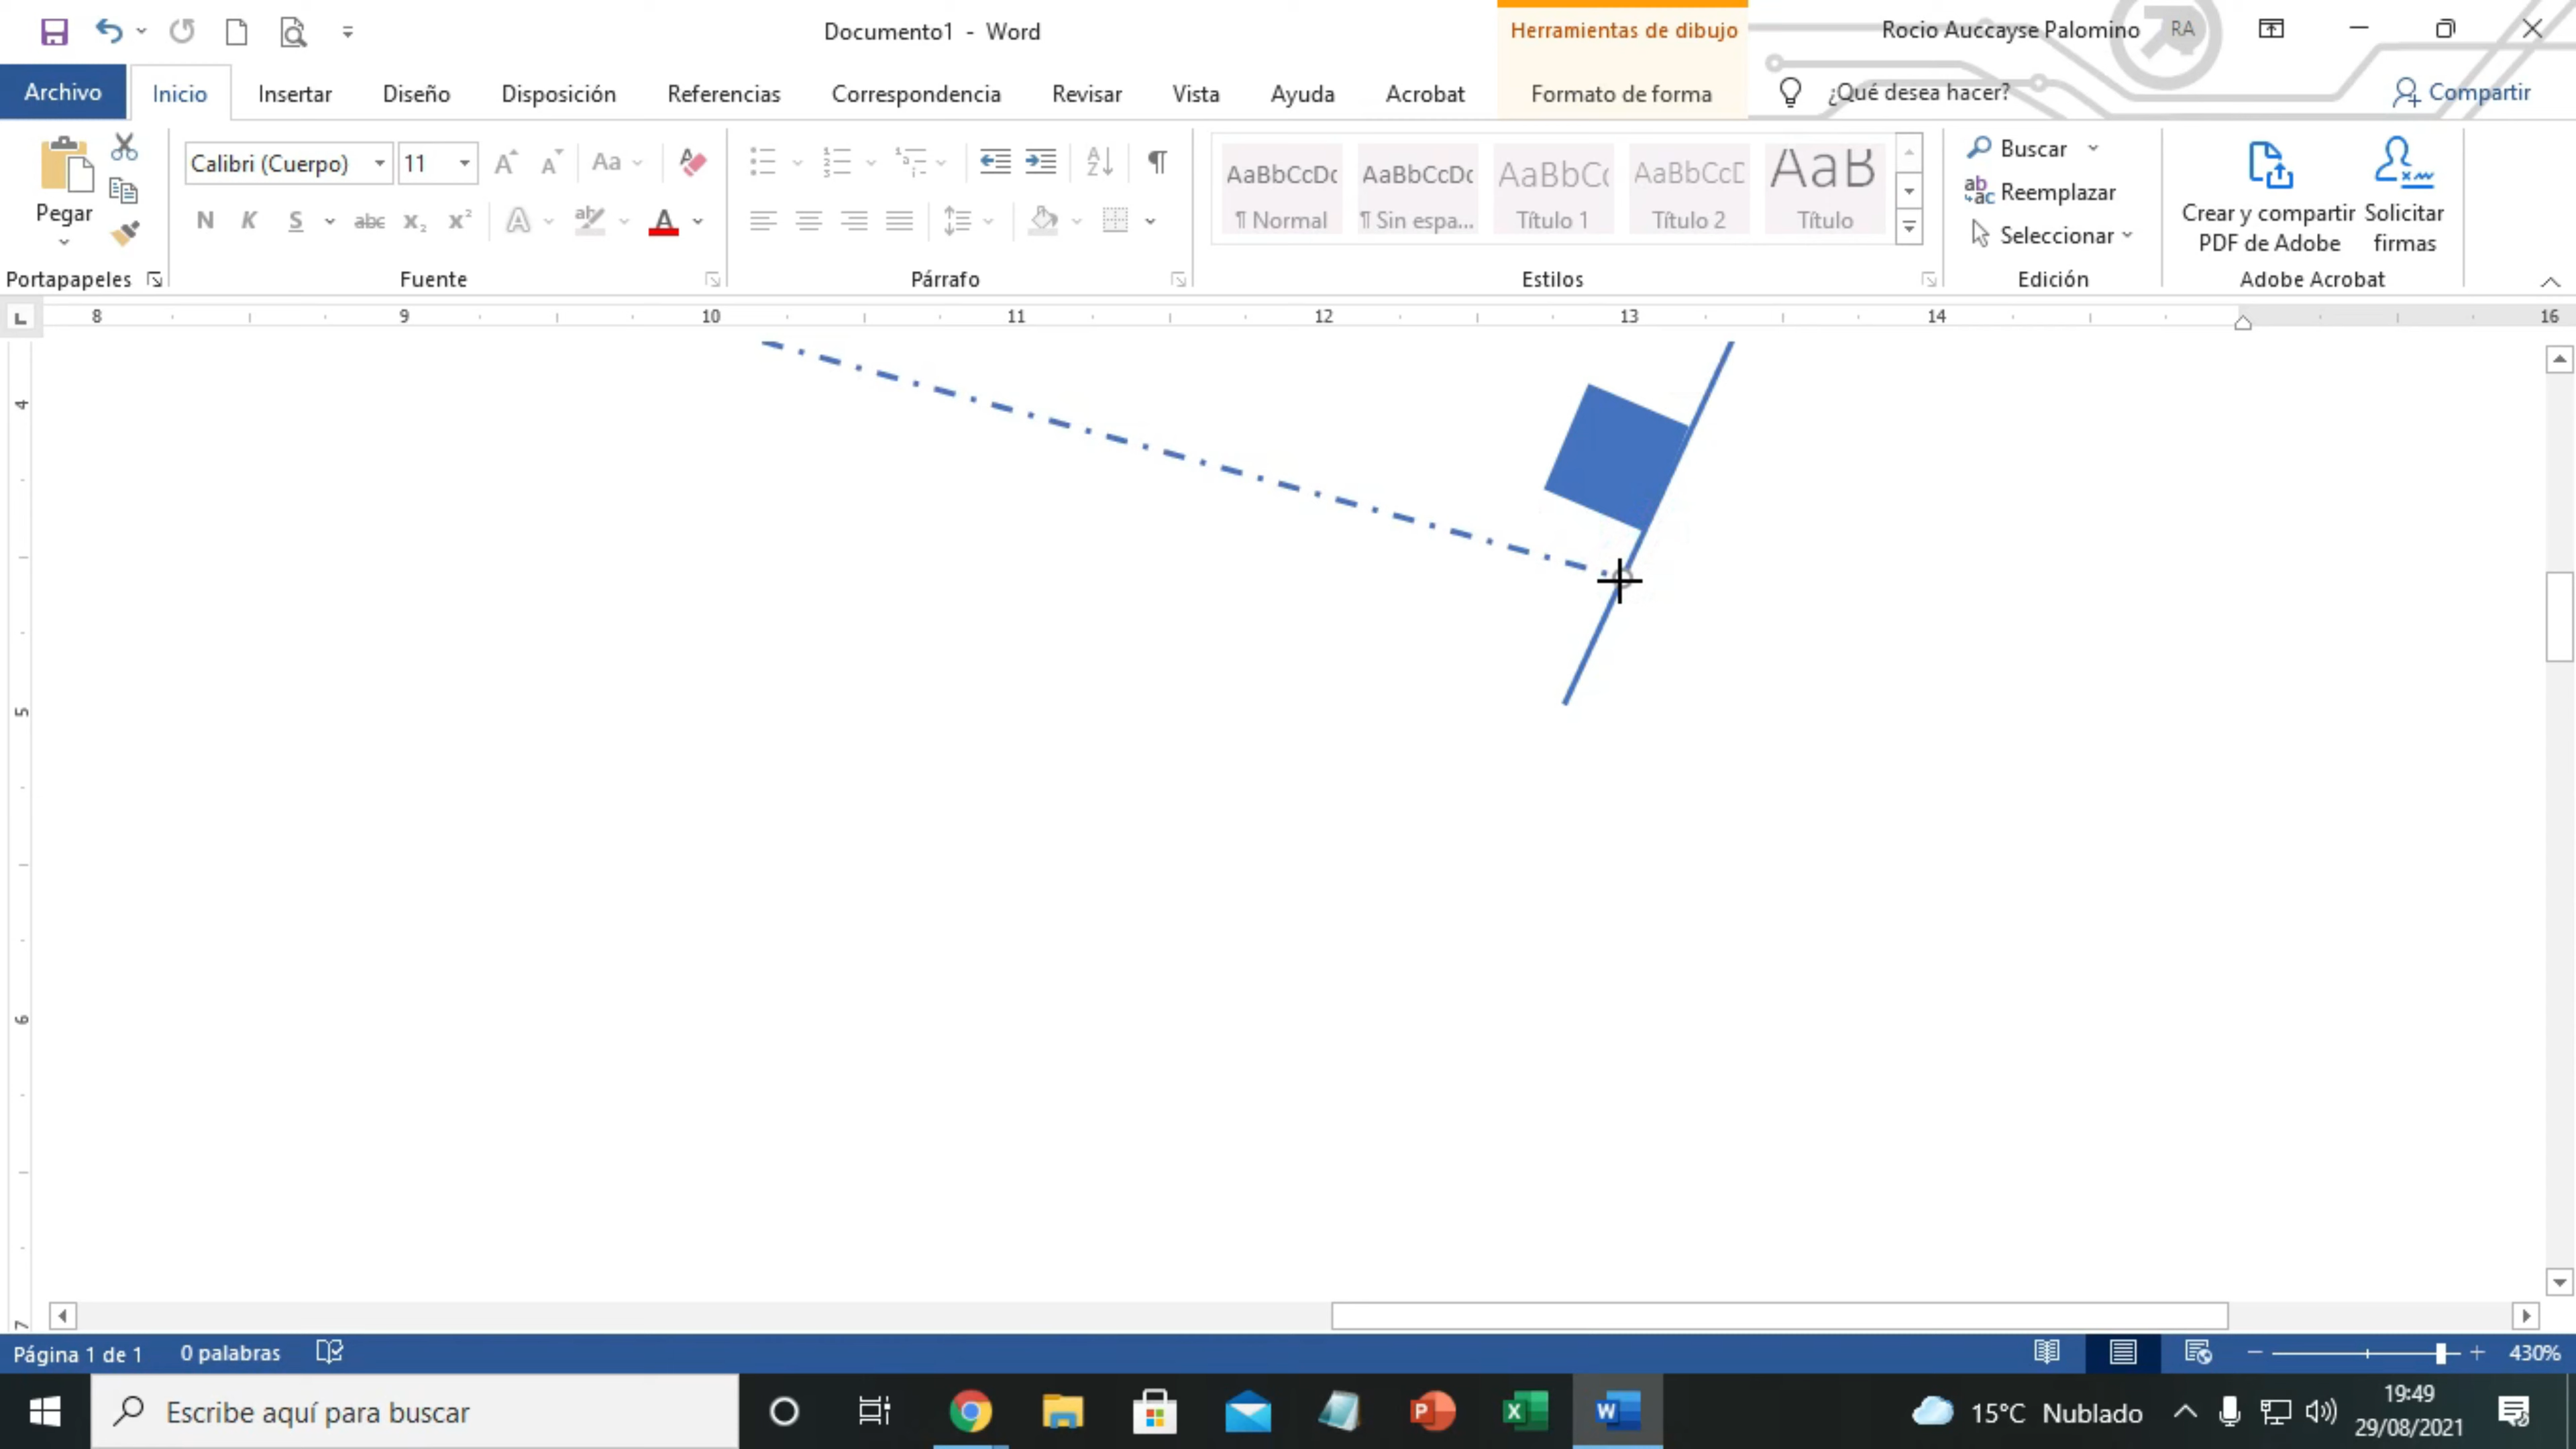 Documento1 - Word
Herramientas de dibujo
Rocio Auccayse Palomino
RA
Archivo
Inicio
Insertar
Diseño
Disposición
Referencias
Correspondencia
Revisar
Vista
Ayuda
Acrobat
Formato de forma
¿Qué desea hacer?
Compartir
Pegar
Calibri (Cuerpo)
11
Aa
N K S abc x₂ x² A ab A
AaBbCcDc
¶ Normal
AaBbCcDc
¶ Sin espa...
AaBbC
Título 1
AaBbCcD
Título 2
AaB
Título
Buscar
Reemplazar
Seleccionar
Crear y compartir
PDF de Adobe
Solicitar
firmas
Portapapeles
Fuente
Párrafo
Estilos
Edición
Adobe Acrobat
8 9 10 11 12 13 14 16
4
5
6
7
Página 1 de 1
0 palabras
430%
Escribe aquí para buscar
15°C Nublado
19:49
29/08/2021